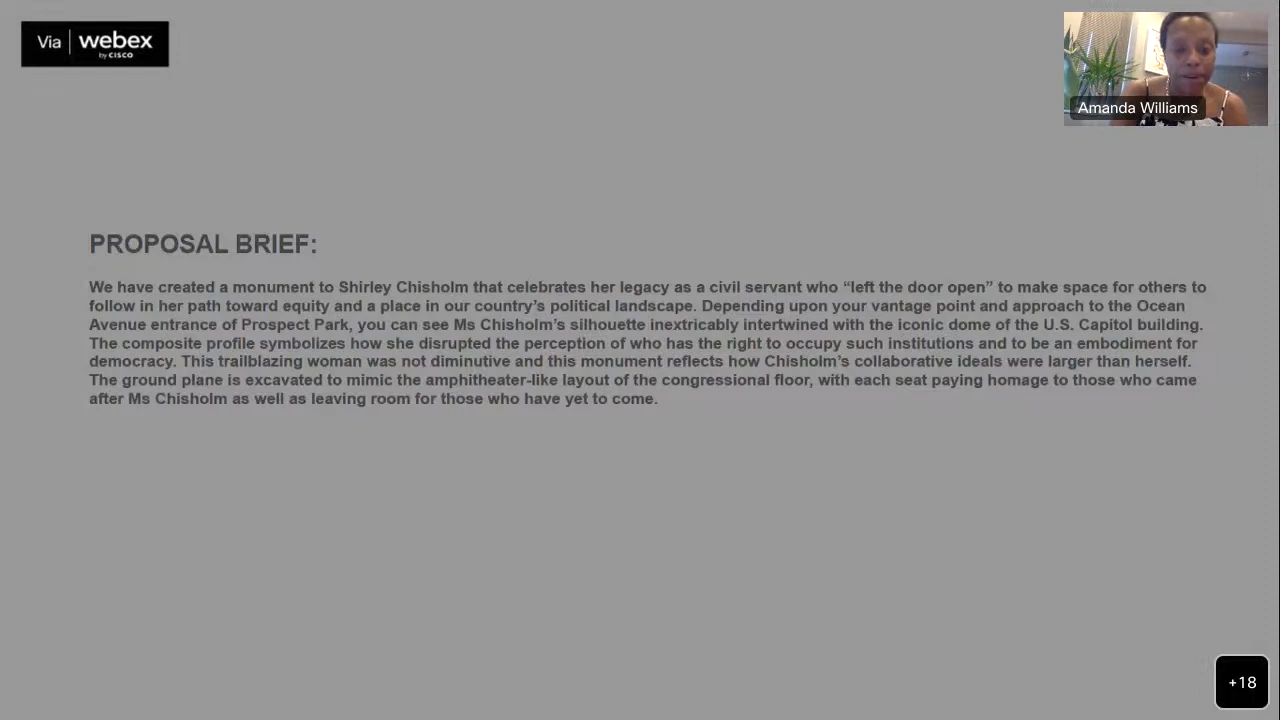 Via webex
by CISCO
Amanda Williams
PROPOSAL BRIEF:
We have created a monument to Shirley Chisholm that celebrates her legacy as a civil servant who “left the door open” to make space for others to
follow in her path toward equity and a place in our country’s political landscape. Depending upon your vantage point and approach to the Ocean
Avenue entrance of Prospect Park, you can see Ms Chisholm’s silhouette inextricably intertwined with the iconic dome of the U.S. Capitol building.
The composite profile symbolizes how she disrupted the perception of who has the right to occupy such institutions and to be an embodiment for
democracy. This trailblazing woman was not diminutive and this monument reflects how Chisholm’s collaborative ideals were larger than herself.
The ground plane is excavated to mimic the amphitheater-like layout of the congressional floor, with each seat paying homage to those who came
after Ms Chisholm as well as leaving room for those who have yet to come.
+18